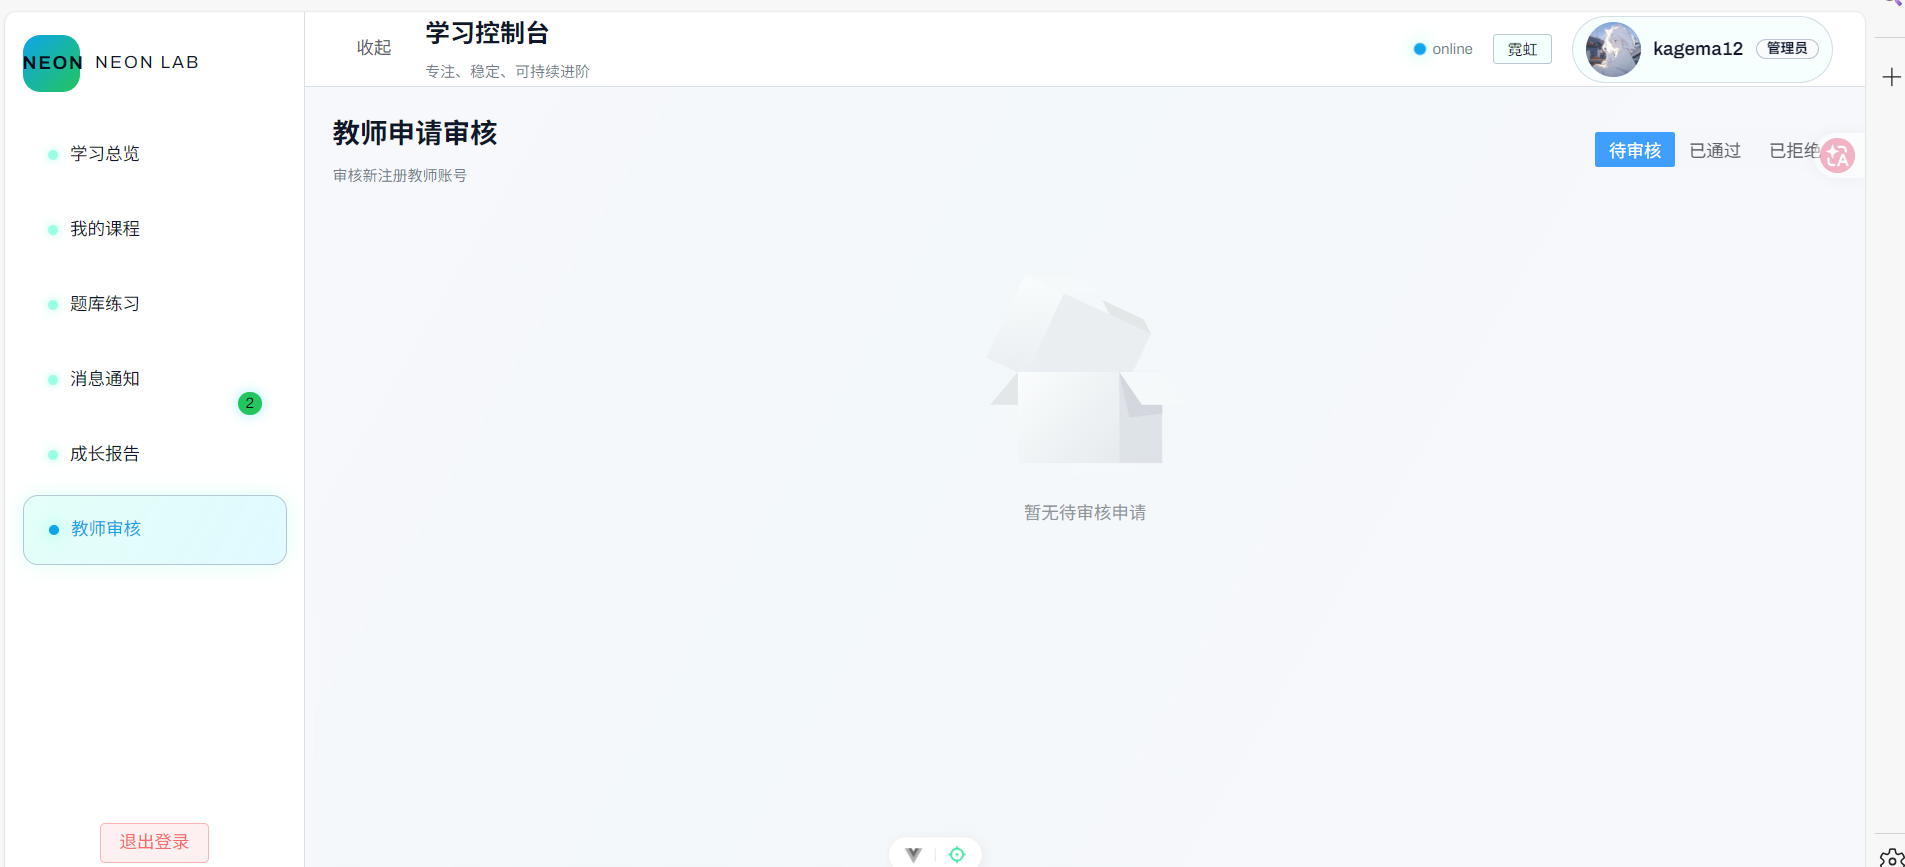 NEON
NEON LAB
学习总览
我的课程
题库练习
消息通知
2
成长报告
教师审核
退出登录
收起
学习控制台
专注、稳定、可持续进阶
online
霓虹
kagema12
管理员
教师申请审核
审核新注册教师账号
待审核
已通过
已拒绝
暂无待审核申请